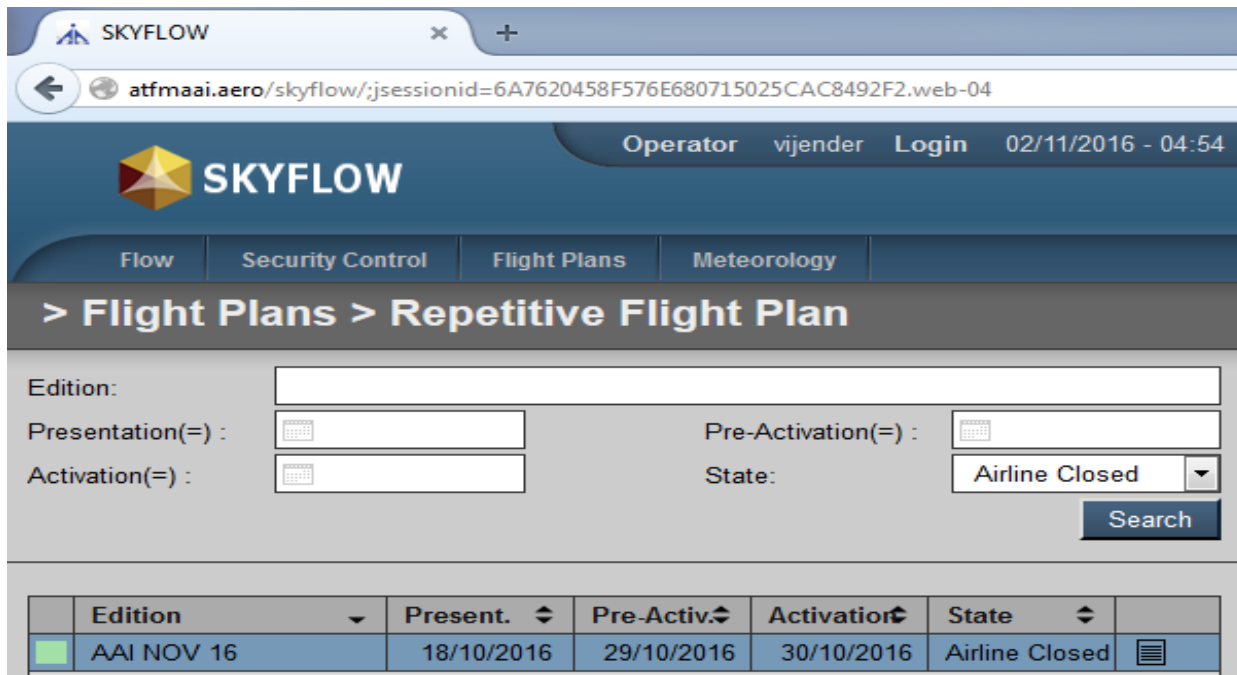 SKYFLOW × +
atfmaai.aero/skyflow/;jsessionid=6A7620458F576E680715025CAC8492F2.web-04
Operator vijender Login 02/11/2016 - 04:54
SKYFLOW
Flow Security Control Flight Plans Meteorology
> Flight Plans > Repetitive Flight Plan
Edition:
Presentation(=) : Pre-Activation(=) :
Activation(=) : State: Airline Closed
Search
Edition Present. Pre-Activ. Activation State
AAI NOV 16 18/10/2016 29/10/2016 30/10/2016 Airline Closed